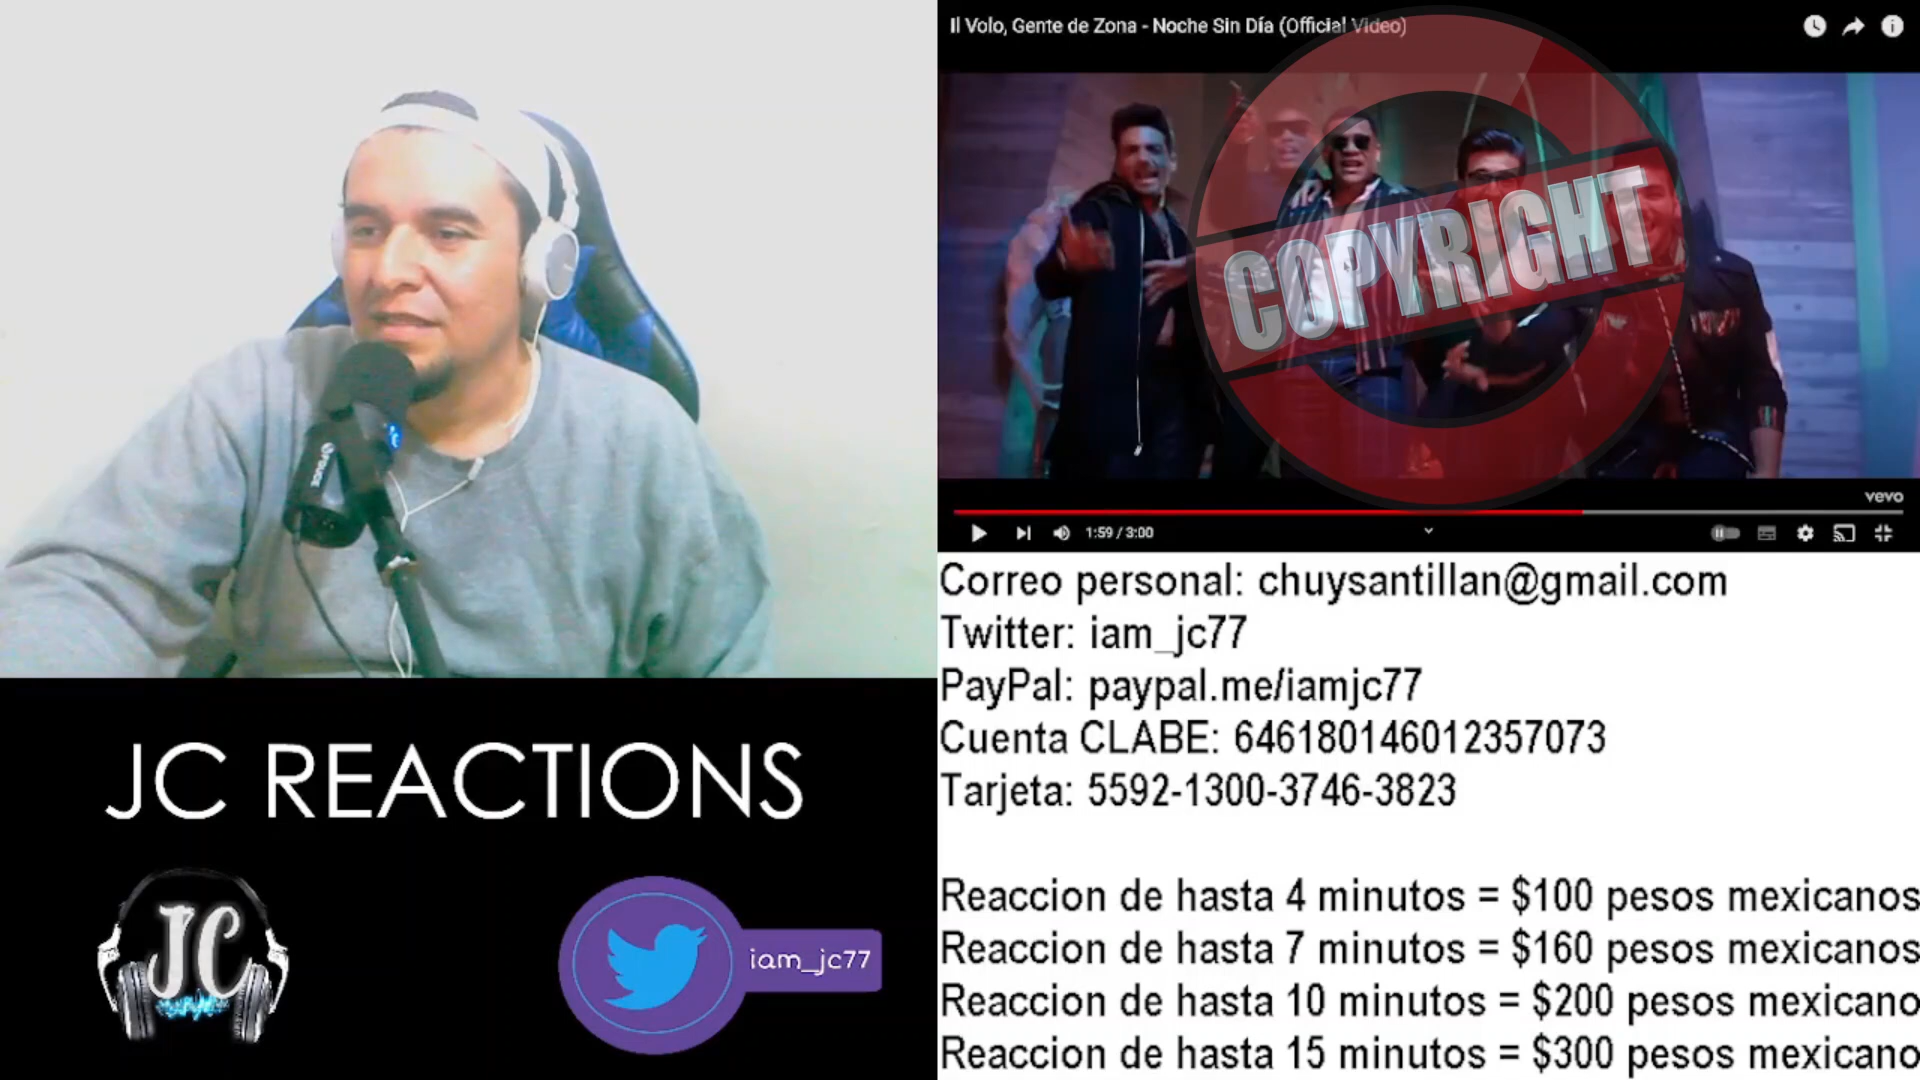 Il Volo, Gente de Zona - Noche Sin Día (Official Video)
COPYRIGHT
vevo
1:59 / 3:00
Correo personal: chuysantillan@gmail.com
Twitter: iam_jc77
PayPal: paypal.me/iamjc77
Cuenta CLABE: 646180146012357073
Tarjeta: 5592-1300-3746-3823
Reaccion de hasta 4 minutos = $100 pesos mexicanos
Reaccion de hasta 7 minutos = $160 pesos mexicanos
Reaccion de hasta 10 minutos = $200 pesos mexicano
Reaccion de hasta 15 minutos = $300 pesos mexicano
JC REACTIONS
JC
iam_jc77